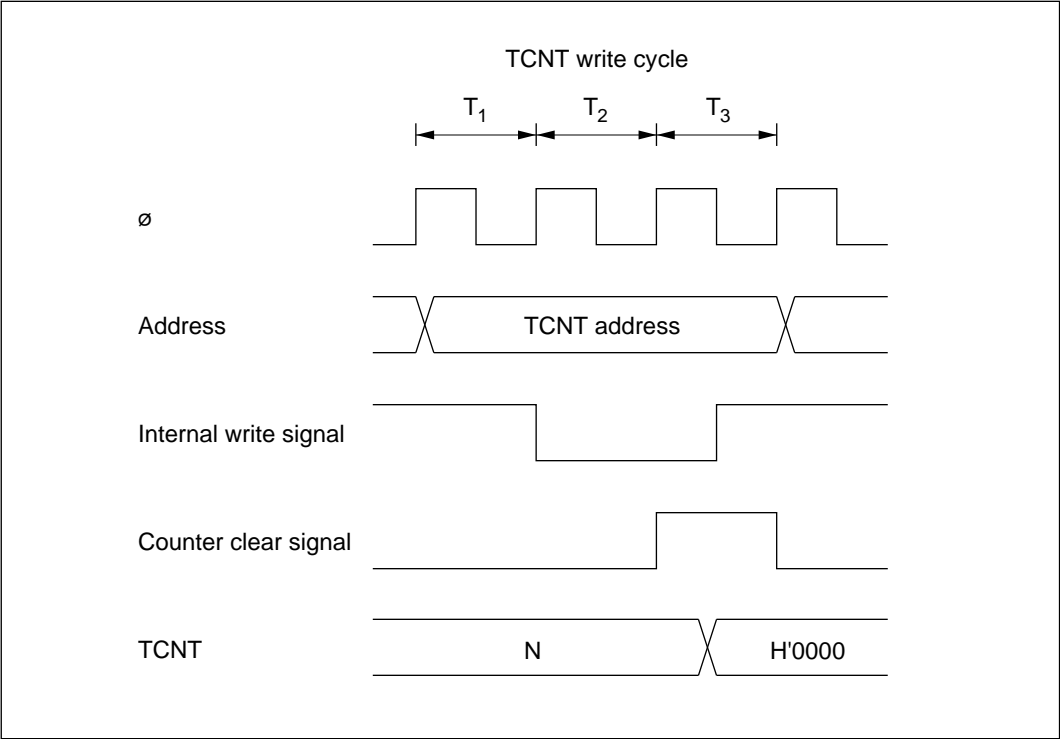 TCNT write cycle
T1 T2 T3
ø
Address TCNT address
Internal write signal
Counter clear signal
TCNT N H'0000